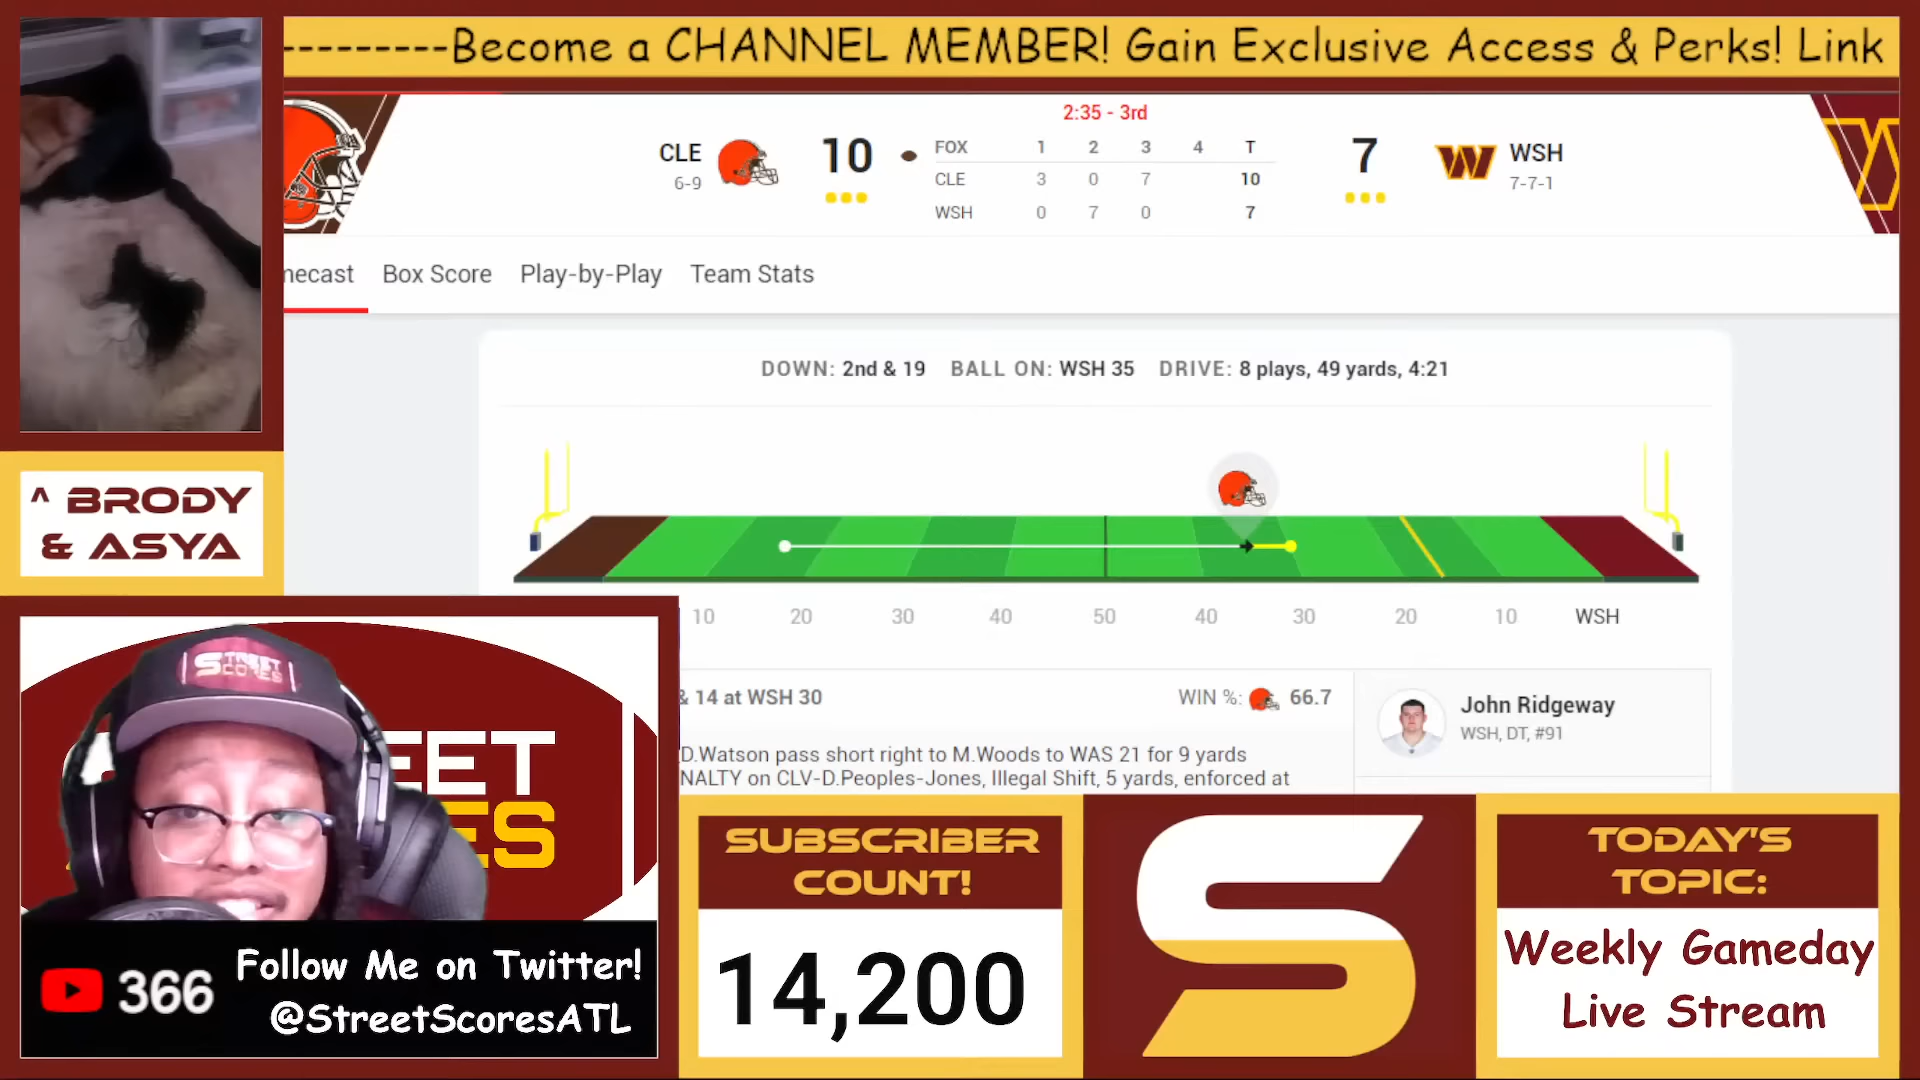 ---------Become a CHANNEL MEMBER! Gain Exclusive Access & Perks! Link
2:35 - 3rd
CLE 10 FOX 1 2 3 4 T 7 WSH
6-9 CLE 3 0 7 10 7-7-1
WSH 0 7 0 7
necast Box Score Play-by-Play Team Stats
DOWN: 2nd & 19 BALL ON: WSH 35 DRIVE: 8 plays, 49 yards, 4:21
^ BRODY
& ASYA
10 20 30 40 50 40 30 20 10 WSH
& 14 at WSH 30 WIN %: 66.7
D.Watson pass short right to M.Woods to WAS 21 for 9 yards
NALTY on CLV-D.Peoples-Jones, Illegal Shift, 5 yards, enforced at
John Ridgeway
WSH, DT, #91
STREET
SCORES
EET
ES
366
Follow Me on Twitter!
@StreetScoresATL
SUBSCRIBER
COUNT!
14,200
S
TODAY'S
TOPIC:
Weekly Gameday
Live Stream